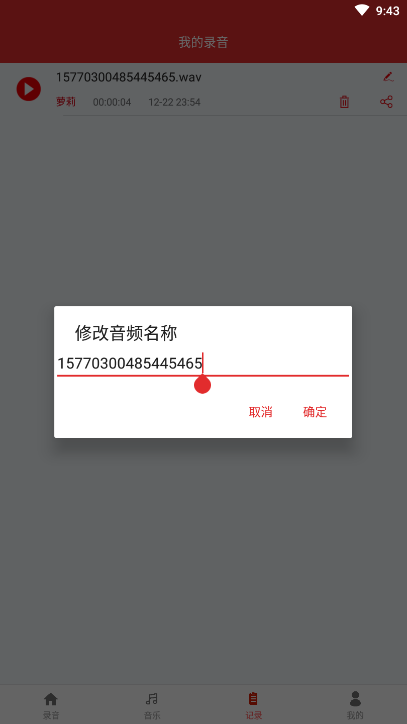 9:43
我的录音
15770300485445465.wav
萝莉 00:00:04 12-22 23:54
修改音频名称
15770300485445465
取消 确定
录音 音乐 记录 我的